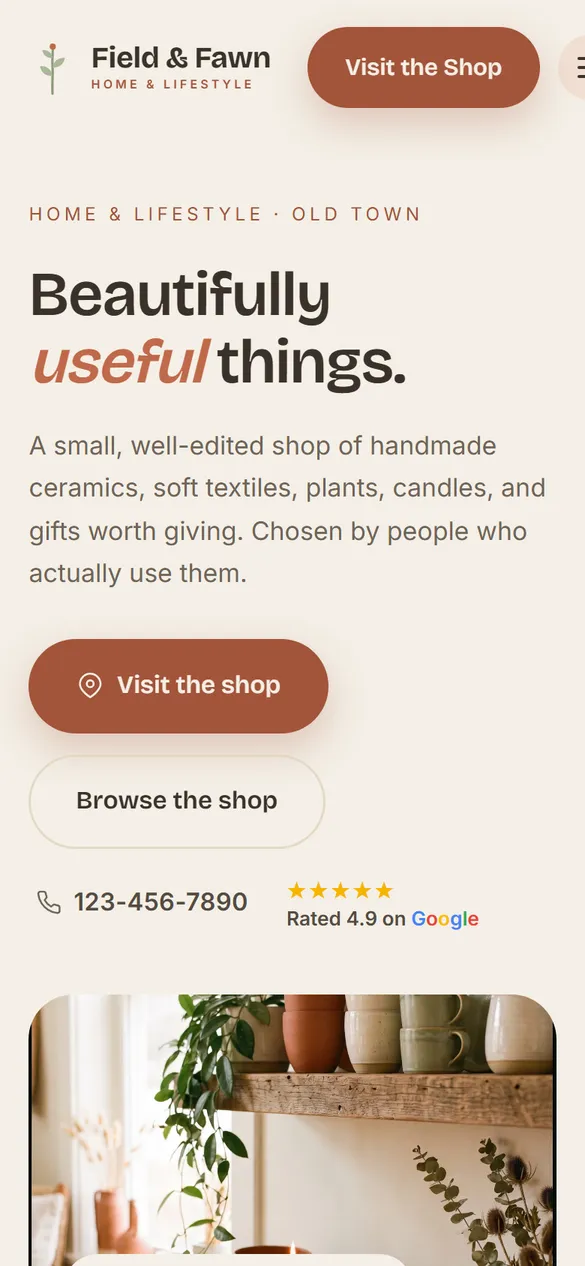 Field & Fawn
HOME & LIFESTYLE
Visit the Shop
HOME & LIFESTYLE · OLD TOWN
Beautifully
useful things.
A small, well-edited shop of handmade
ceramics, soft textiles, plants, candles, and
gifts worth giving. Chosen by people who
actually use them.
Visit the shop
Browse the shop
123-456-7890
Rated 4.9 on Google